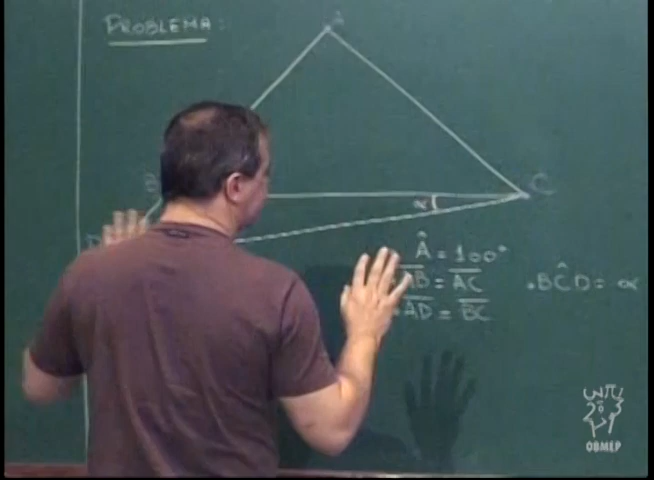 PROBLEMA:
A
B
C
α
D
Â = 100°
AB = AC
.BĈD = α
.AD = BC
OBMEP